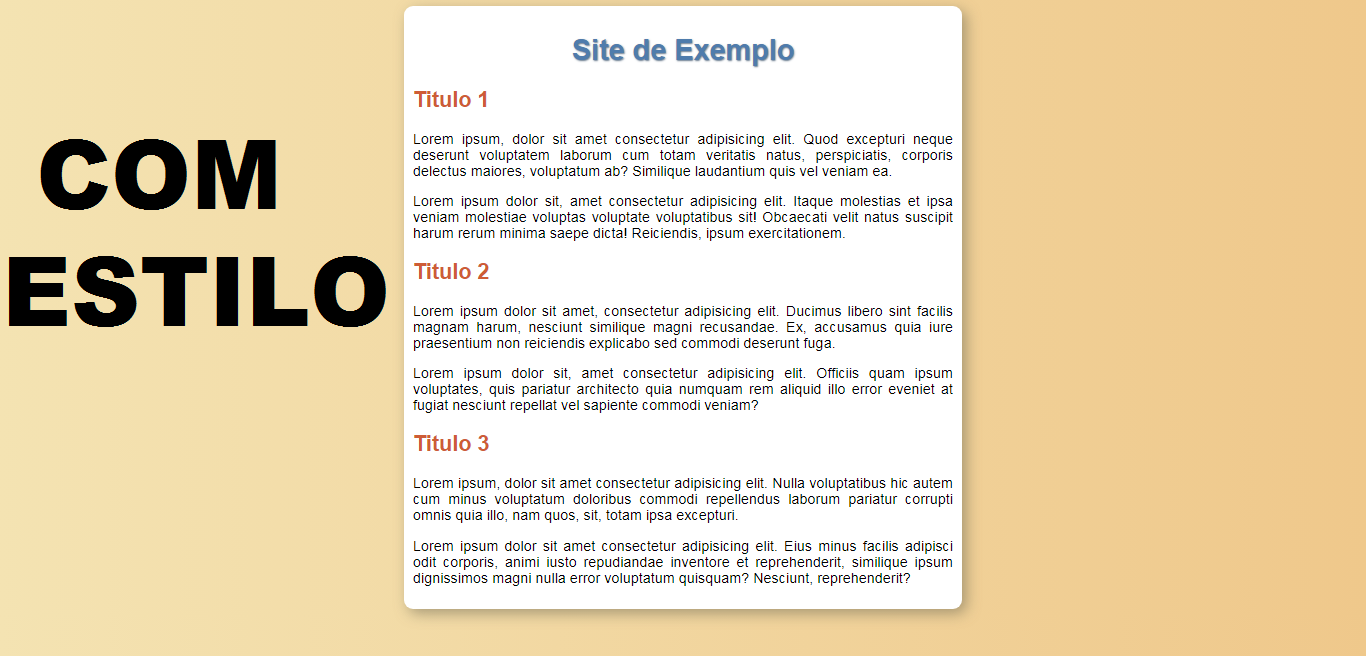 COM
ESTILO
Site de Exemplo
Titulo 1
Lorem ipsum, dolor sit amet consectetur adipisicing elit. Quod excepturi neque
deserunt voluptatem laborum cum totam veritatis natus, perspiciatis, corporis
delectus maiores, voluptatum ab? Similique laudantium quis vel veniam ea.
Lorem ipsum dolor sit, amet consectetur adipisicing elit. Itaque molestias et ipsa
veniam molestiae voluptas voluptate voluptatibus sit! Obcaecati velit natus suscipit
harum rerum minima saepe dicta! Reiciendis, ipsum exercitationem.
Titulo 2
Lorem ipsum dolor sit amet, consectetur adipisicing elit. Ducimus libero sint facilis
magnam harum, nesciunt similique magni recusandae. Ex, accusamus quia iure
praesentium non reiciendis explicabo sed commodi deserunt fuga.
Lorem ipsum dolor sit, amet consectetur adipisicing elit. Officiis quam ipsum
voluptates, quis pariatur architecto quia numquam rem aliquid illo error eveniet at
fugiat nesciunt repellat vel sapiente commodi veniam?
Titulo 3
Lorem ipsum, dolor sit amet consectetur adipisicing elit. Nulla voluptatibus hic autem
cum minus voluptatum doloribus commodi repellendus laborum pariatur corrupti
omnis quia illo, nam quos, sit, totam ipsa excepturi.
Lorem ipsum dolor sit amet consectetur adipisicing elit. Eius minus facilis adipisci
odit corporis, animi iusto repudiandae inventore et reprehenderit, similique ipsum
dignissimos magni nulla error voluptatum quisquam? Nesciunt, reprehenderit?